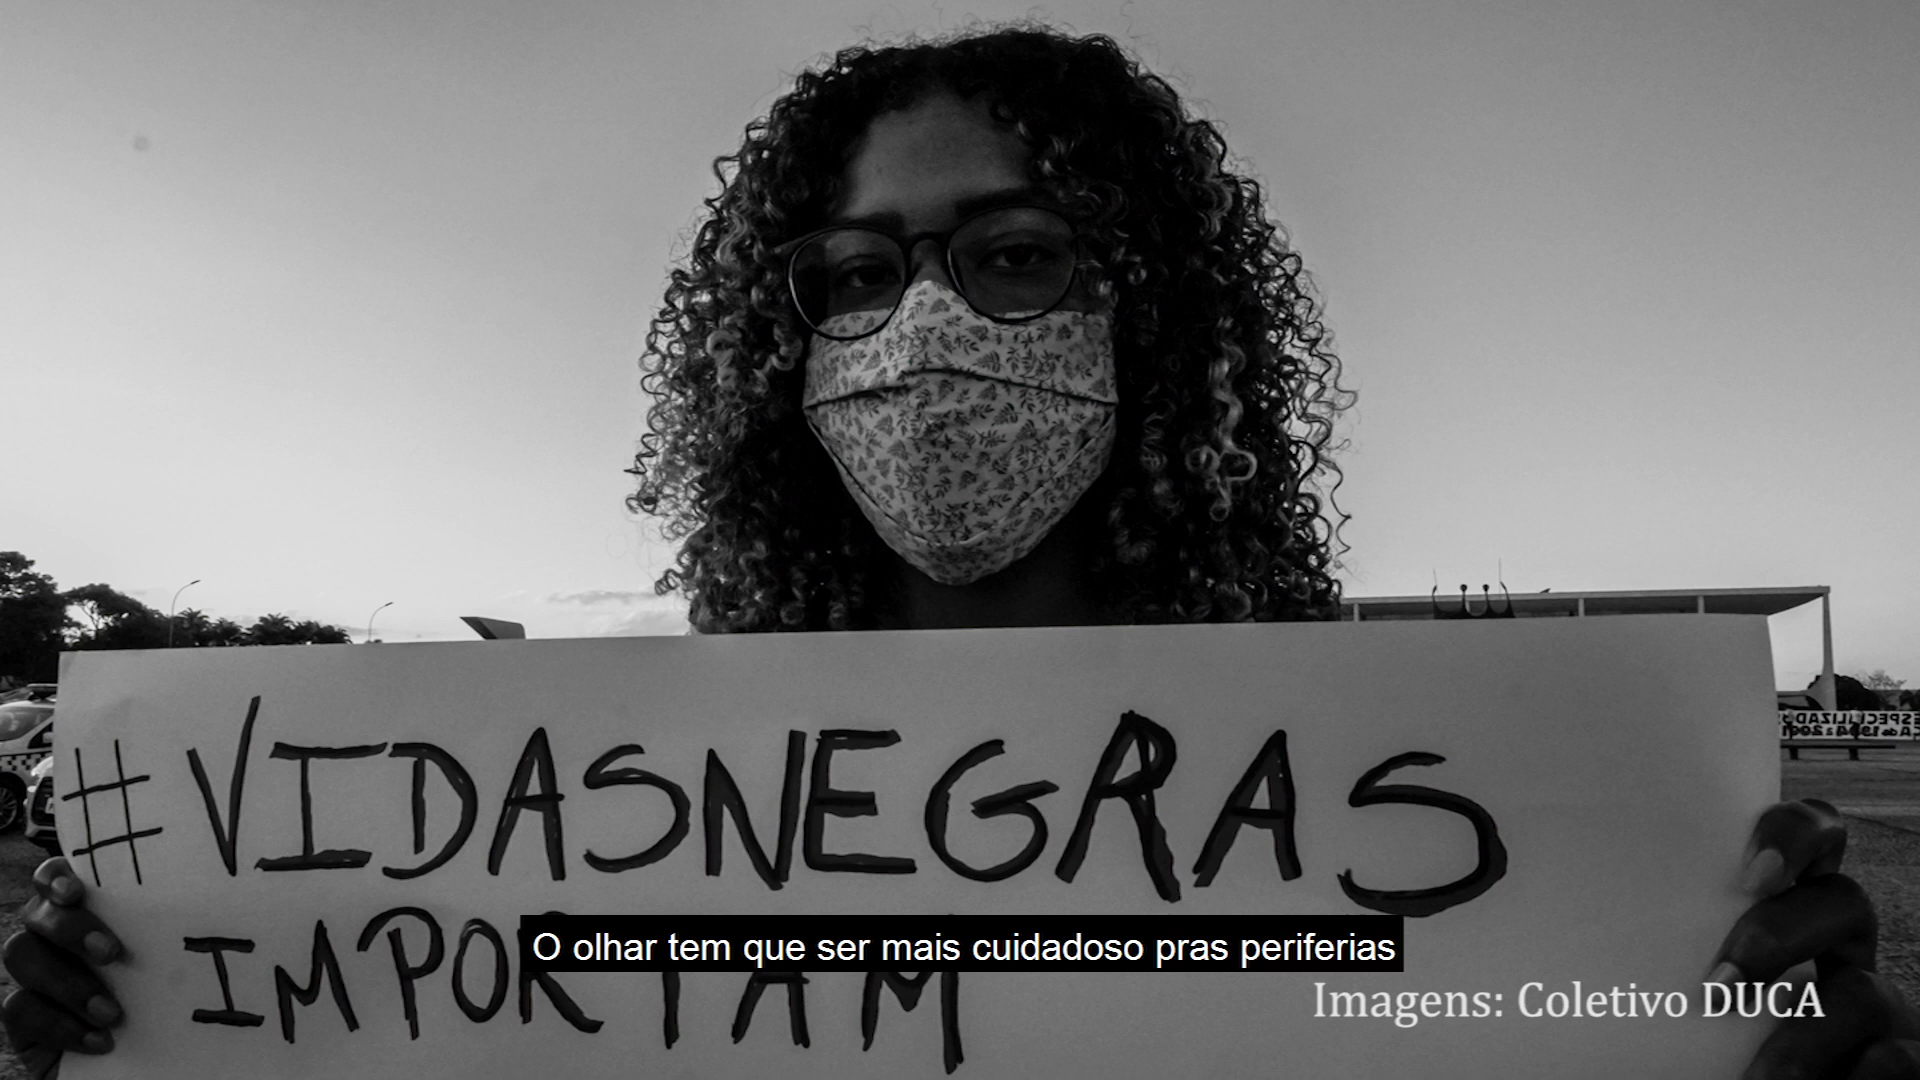 #VIDASNEGRAS
IMPORTAM
O olhar tem que ser mais cuidadoso pras periferias
Imagens: Coletivo DUCA